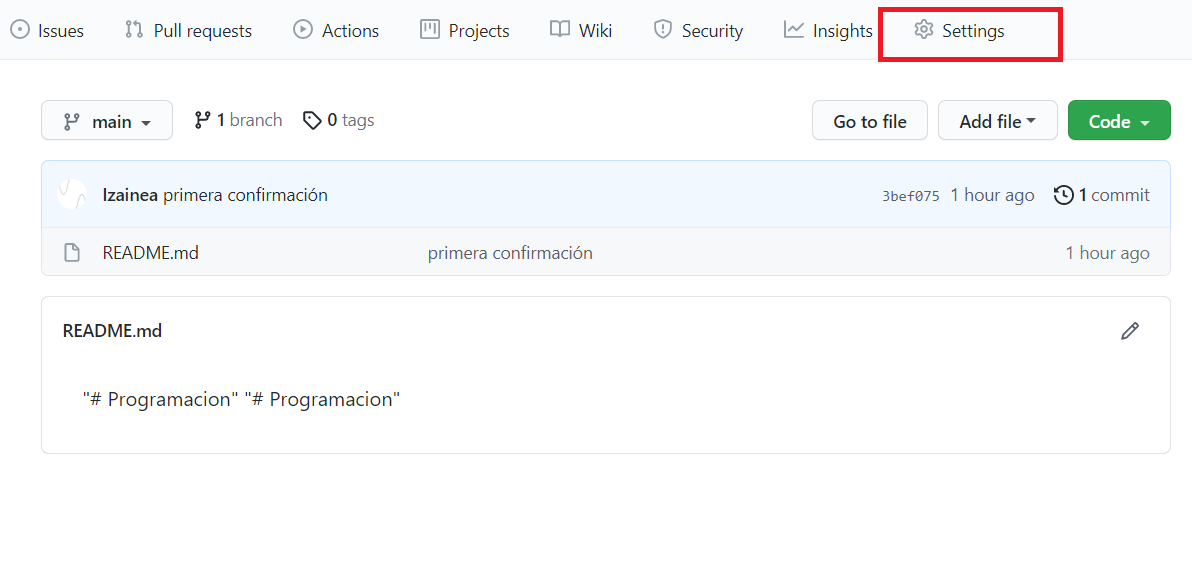 Issues Pull requests Actions Projects Wiki Security Insights Settings
main 1 branch 0 tags Go to file Add file Code
Izainea primera confirmación 3bef075 1 hour ago 1 commit
README.md primera confirmación 1 hour ago
README.md
"# Programacion" "# Programacion"